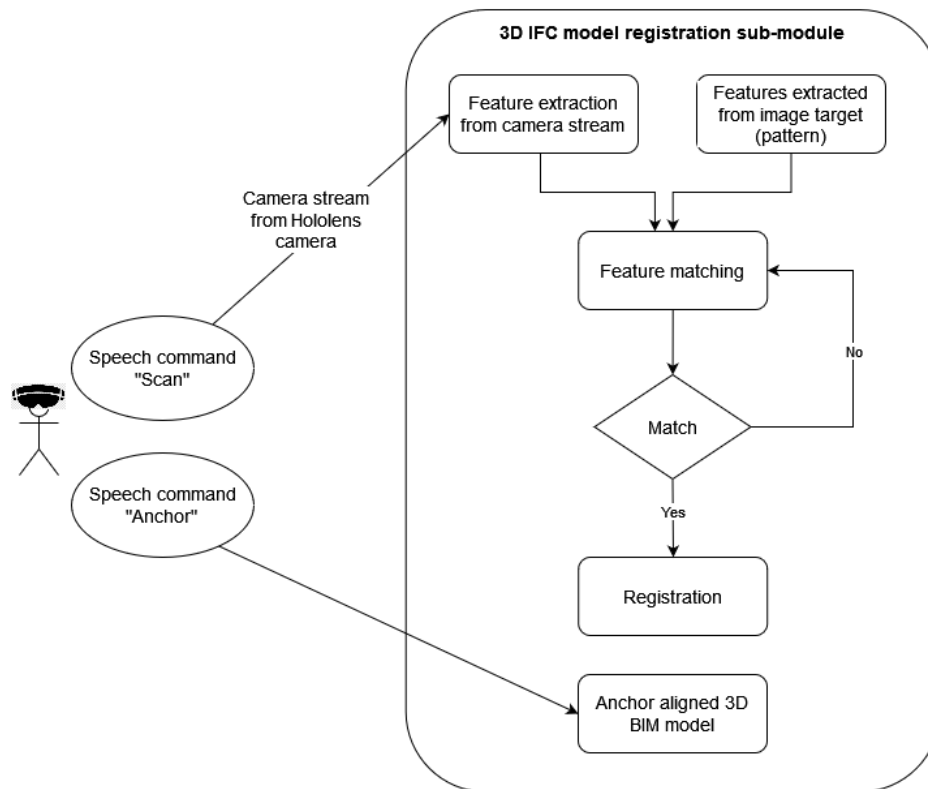 3D IFC model registration sub-module
Feature extraction
from camera stream
Features extracted
from image target
(pattern)
Camera stream
from Hololens
camera
Feature matching
Speech command
"Scan"
No
Match
Speech command
"Anchor"
Yes
Registration
Anchor aligned 3D
BIM model